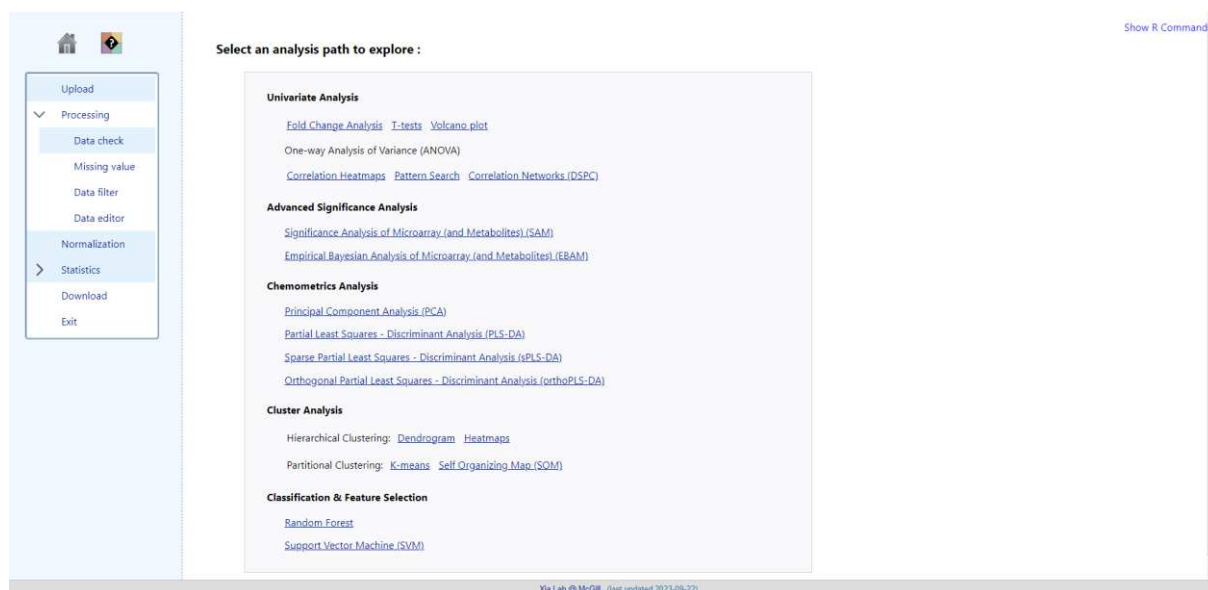 Show R Command
Select an analysis path to explore :
Upload
Processing
Data check
Missing value
Data filter
Data editor
Normalization
Statistics
Download
Exit
Univariate Analysis
Fold Change Analysis T-tests Volcano plot
One-way Analysis of Variance (ANOVA)
Correlation Heatmaps Pattern Search Correlation Networks (DSPC)
Advanced Significance Analysis
Significance Analysis of Microarray (and Metabolites) (SAM)
Empirical Bayesian Analysis of Microarray (and Metabolites) (EBAM)
Chemometrics Analysis
Principal Component Analysis (PCA)
Partial Least Squares - Discriminant Analysis (PLS-DA)
Sparse Partial Least Squares - Discriminant Analysis (sPLS-DA)
Orthogonal Partial Least Squares - Discriminant Analysis (orthoPLS-DA)
Cluster Analysis
Hierarchical Clustering: Dendrogram Heatmaps
Partitional Clustering: K-means Self Organizing Map (SOM)
Classification & Feature Selection
Random Forest
Support Vector Machine (SVM)
Xia Lab @ McGill (last updated 2023-09-22)